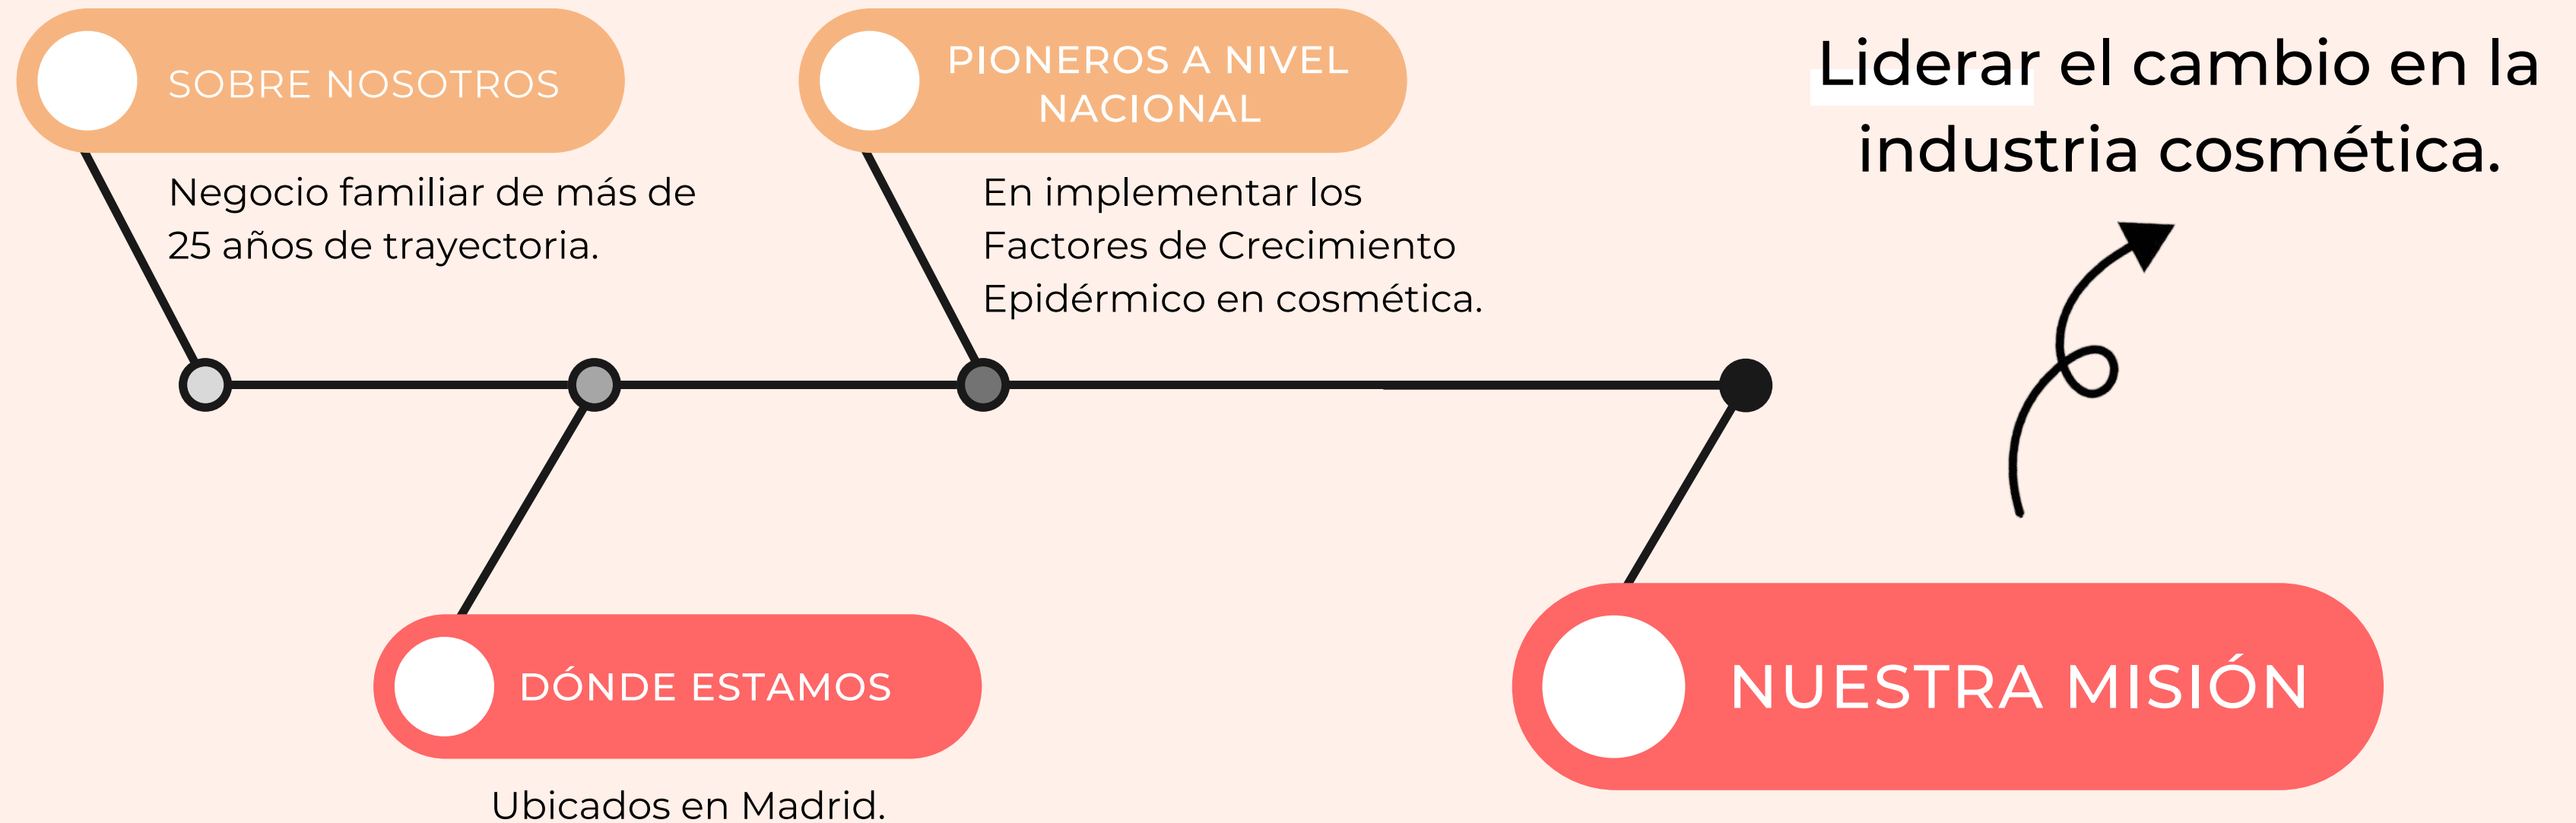 SOBRE NOSOTROS
Negocio familiar de más de
25 años de trayectoria.
DÓNDE ESTAMOS
Ubicados en Madrid.
PIONEROS A NIVEL
NACIONAL
En implementar los
Factores de Crecimiento
Epidérmico en cosmética.
NUESTRA MISIÓN
Liderar el cambio en la
industria cosmética.